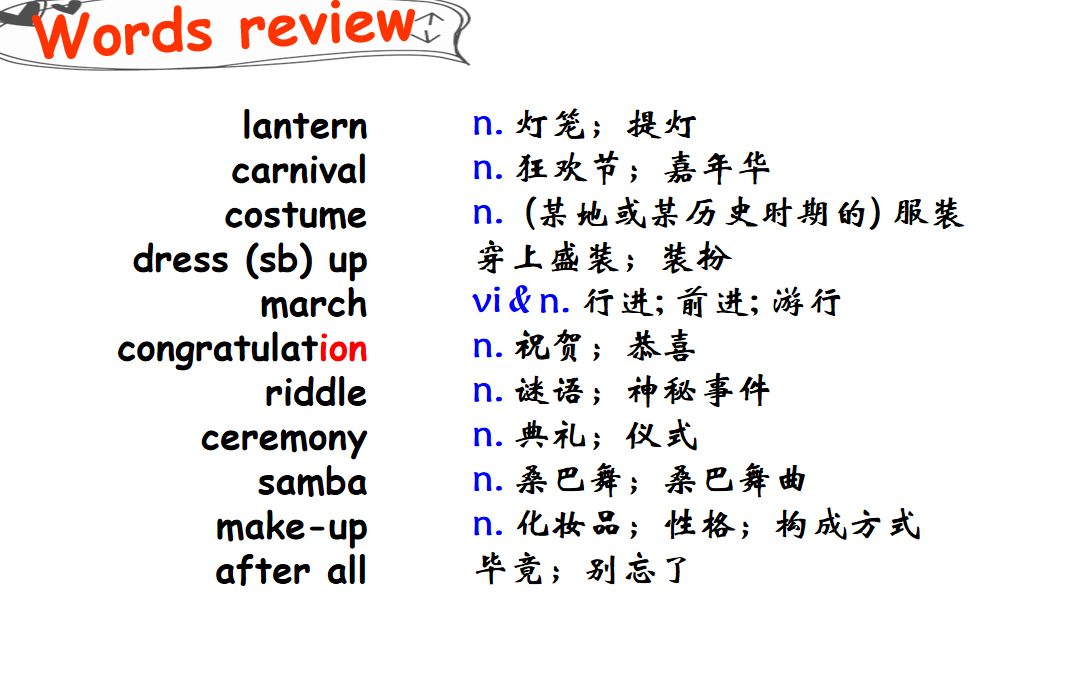 Words review
lantern n. 灯笼；提灯
carnival n. 狂欢节；嘉年华
costume n. (某地或某历史时期的) 服装
dress (sb) up 穿上盛装；装扮
march vi & n. 行进; 前进; 游行
congratulation n. 祝贺；恭喜
riddle n. 谜语；神秘事件
ceremony n. 典礼；仪式
samba n. 桑巴舞；桑巴舞曲
make-up n. 化妆品；性格；构成方式
after all 毕竟；别忘了